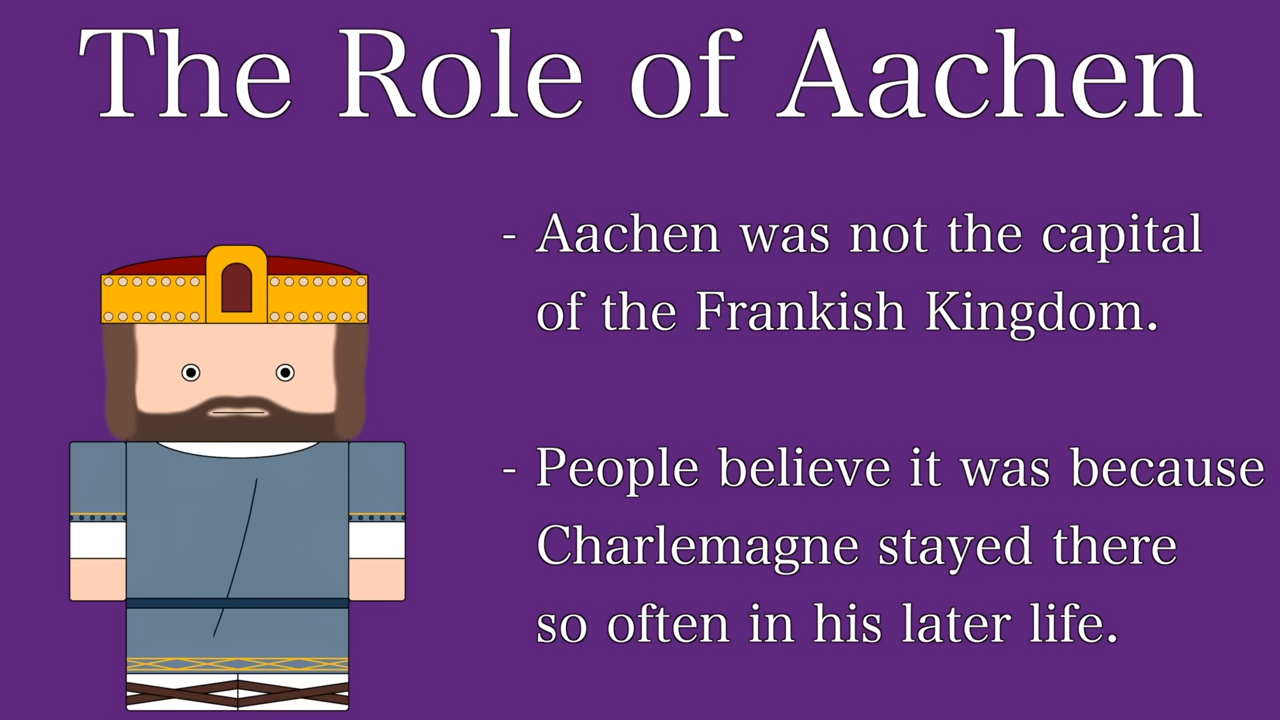 The Role of Aachen
- Aachen was not the capital
of the Frankish Kingdom.
- People believe it was because
Charlemagne stayed there
so often in his later life.